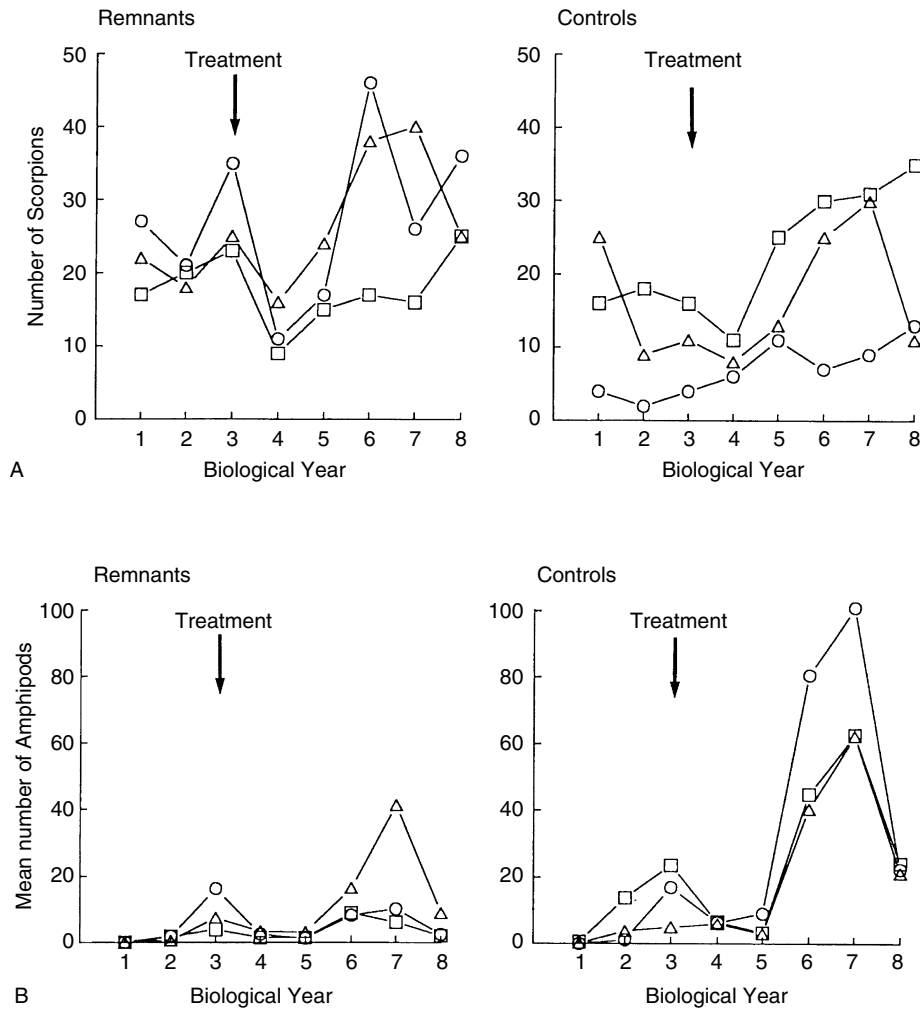 Remnants
Controls
50
40
30
20
10
0
Treatment
Number of Scorpions
1 2 3 4 5 6 7 8
Biological Year
50
40
30
20
10
0
Treatment
1 2 3 4 5 6 7 8
Biological Year
A
Remnants
Controls
100
80
60
40
20
0
Treatment
Mean number of Amphipods
1 2 3 4 5 6 7 8
Biological Year
100
80
60
40
20
0
Treatment
1 2 3 4 5 6 7 8
Biological Year
B